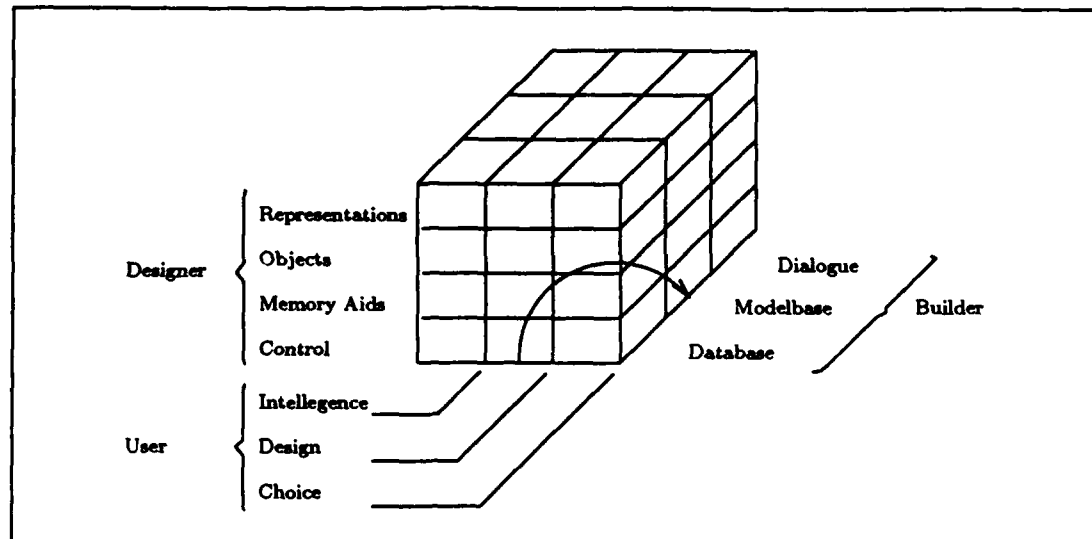 Designer
Representations
Objects
Memory Aids
Control
User
Intellegence
Design
Choice
Dialogue
Modelbase
Database
Builder